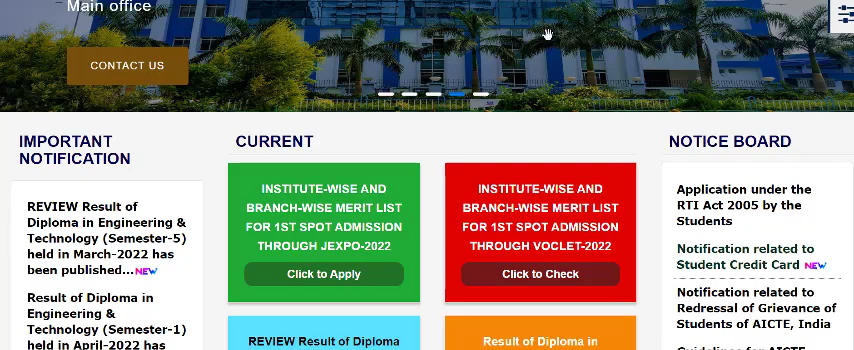 Main office
CONTACT US
IMPORTANT
NOTIFICATION
REVIEW Result of
Diploma in Engineering &
Technology (Semester-5)
held in March-2022 has
been published...NEW
Result of Diploma in
Engineering &
Technology (Semester-1)
held in April-2022 has
CURRENT
INSTITUTE-WISE AND
BRANCH-WISE MERIT LIST
FOR 1ST SPOT ADMISSION
THROUGH JEXPO-2022
Click to Apply
INSTITUTE-WISE AND
BRANCH-WISE MERIT LIST
FOR 1ST SPOT ADMISSION
THROUGH VOCLET-2022
Click to Check
REVIEW Result of Diploma
Result of Diploma in
NOTICE BOARD
Application under the
RTI Act 2005 by the
Students
Notification related to
Student Credit Card NEW
Notification related to
Redressal of Grievance of
Students of AICTE, India
Guidelines for AICTE